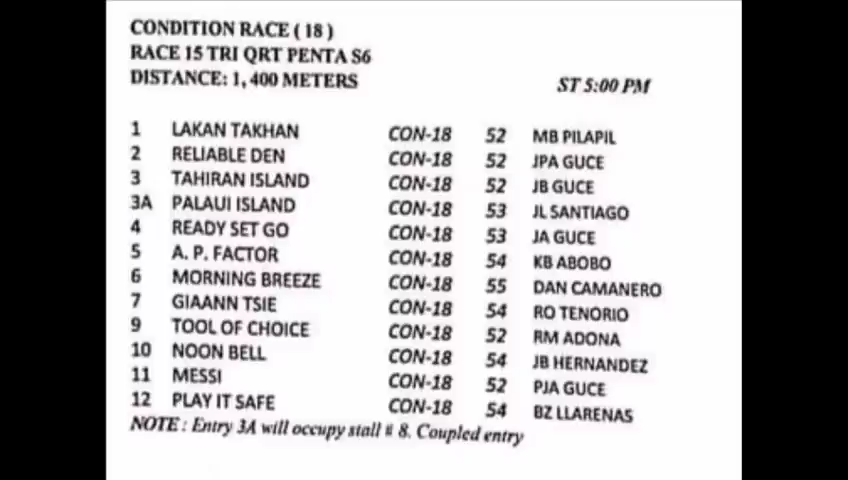 CONDITION RACE ( 18 )
RACE 15 TRI QRT PENTA S6
DISTANCE: 1, 400 METERS ST 5:00 PM
1 LAKAN TAKHAN CON-18 52 MB PILAPIL
2 RELIABLE DEN CON-18 52 JPA GUCE
3 TAHIRAN ISLAND CON-18 52 JB GUCE
3A PALAUI ISLAND CON-18 53 JL SANTIAGO
4 READY SET GO CON-18 53 JA GUCE
5 A. P. FACTOR CON-18 54 KB ABOBO
6 MORNING BREEZE CON-18 55 DAN CAMANERO
7 GIAANN TSIE CON-18 54 RO TENORIO
9 TOOL OF CHOICE CON-18 52 RM ADONA
10 NOON BELL CON-18 54 JB HERNANDEZ
11 MESSI CON-18 52 PJA GUCE
12 PLAY IT SAFE CON-18 54 BZ LLARENAS
NOTE : Entry 3A will occupy stall # 8. Coupled entry